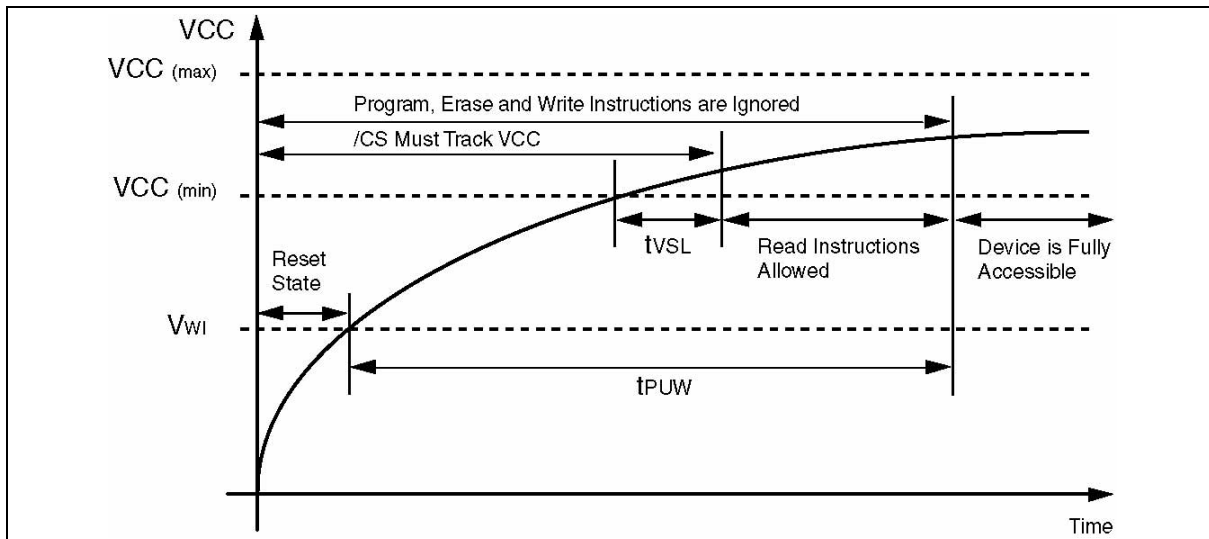 VCC
VCC (max)
Program, Erase and Write Instructions are Ignored
/CS Must Track VCC
VCC (min)
tVSL
Read Instructions
Allowed
Device is Fully
Accessible
Reset
State
VWI
tPUW
Time